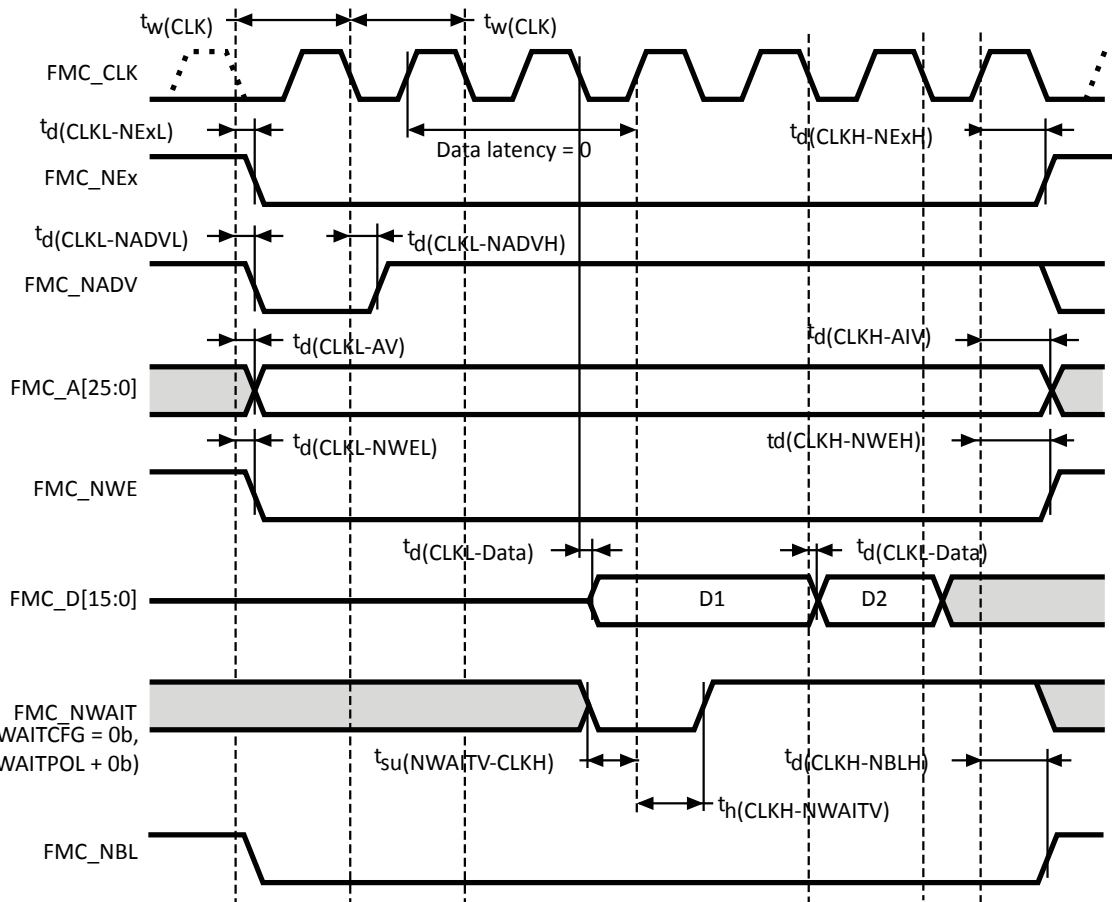 tw(CLK) tw(CLK)
FMC_CLK
td(CLKL-NExL) Data latency = 0 td(CLKH-NExH)
FMC_NEx
td(CLKL-NADVL) td(CLKL-NADVH)
FMC_NADV
td(CLKL-AV) td(CLKH-AIV)
FMC_A[25:0]
td(CLKL-NWEL) td(CLKH-NWEH)
FMC_NWE
td(CLKL-Data) td(CLKL-Data)
FMC_D[15:0] D1 D2
FMC_NWAIT
WAITCFG = 0b,
WAITPOL + 0b)
tsu(NWAITV-CLKH) td(CLKH-NBLH)
th(CLKH-NWAITV)
FMC_NBL